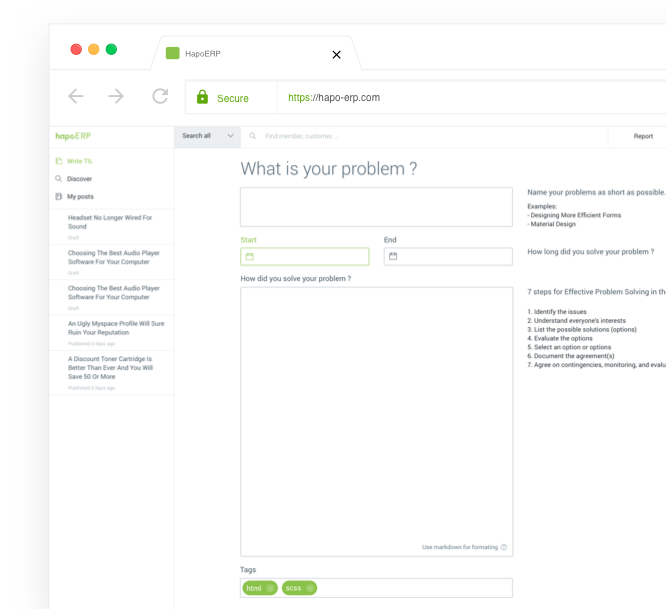 HapoERP
Secure
https://hapo-erp.com
hapoERP
Search all
Find member, customer, ...
Report
Write TIL
Discover
My posts
Headset No Longer Wired For
Sound
Draft
Choosing The Best Audio Player
Software For Your Computer
Draft
Choosing The Best Audio Player
Software For Your Computer
Draft
An Ugly Myspace Profile Will Sure
Ruin Your Reputation
Published 2 days ago
A Discount Toner Cartridge Is
Better Than Ever And You Will
Save 50 Or More
Published 2 days ago
What is your problem ?
Start
End
How did you solve your problem ?
Use markdown for formating
Tags
html
scss
Name your problems as short as possible.
Examples:
- Designing More Efficient Forms
- Material Design
How long did you solve your problem ?
7 steps for Effective Problem Solving in th
1. Identify the issues
2. Understand everyone's interests
3. List the possible solutions (options)
4. Evaluate the options
5. Select an option or options
6. Document the agreement(s)
7. Agree on contingencies, monitoring, and evalu